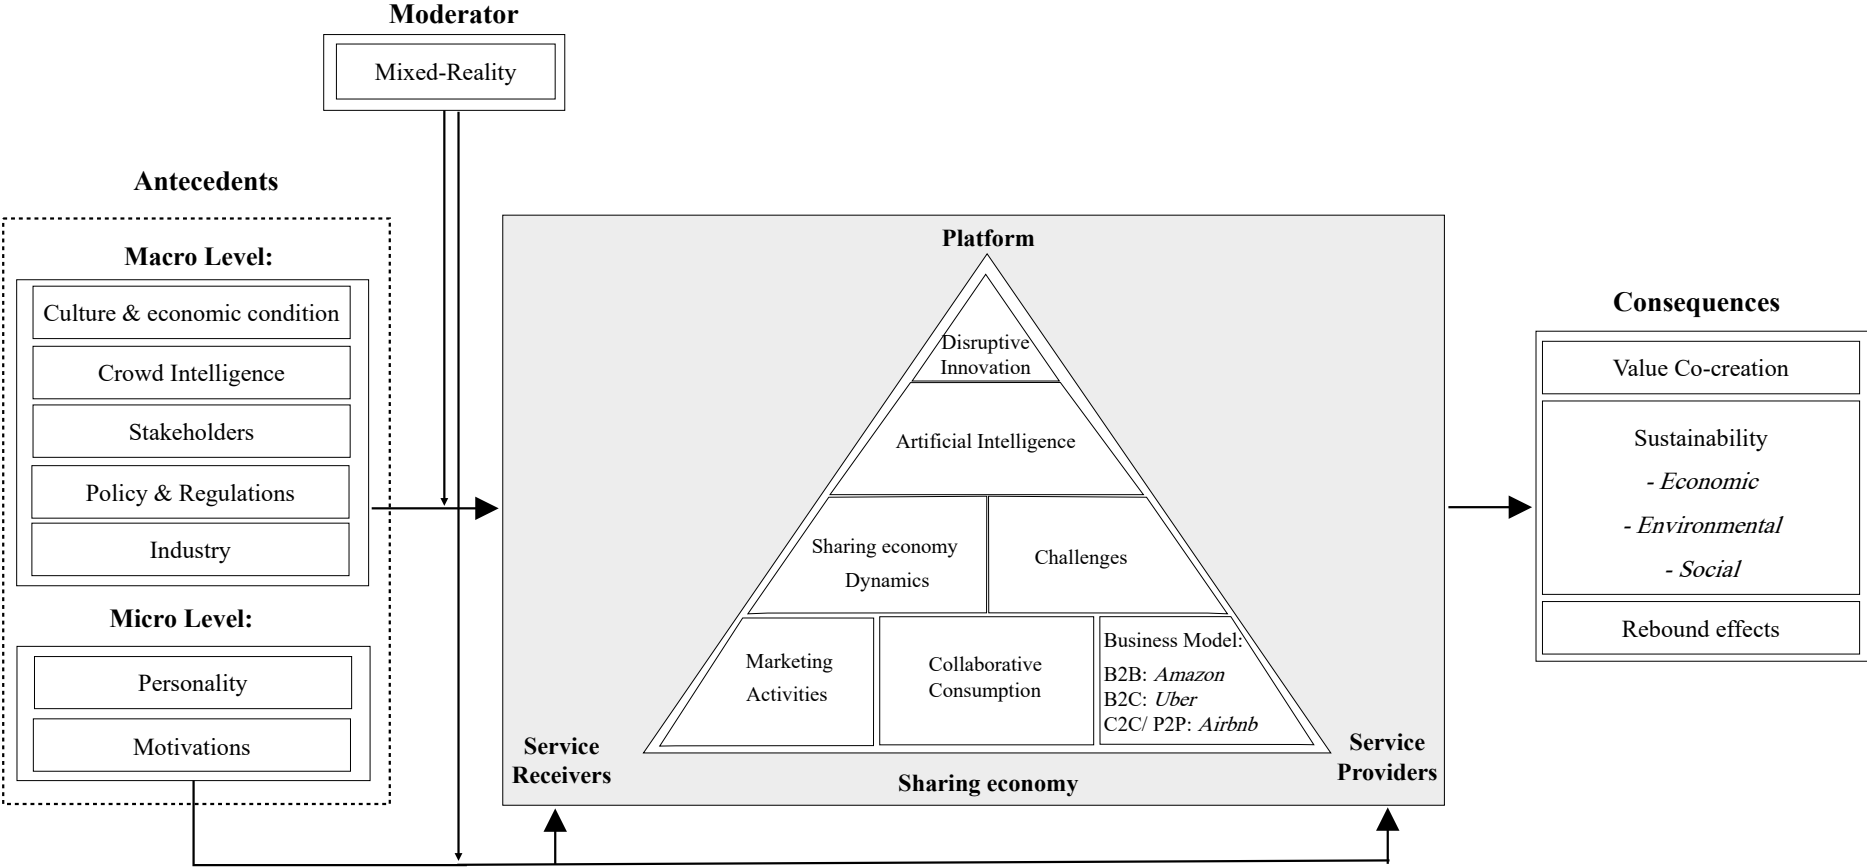 Moderator
Mixed-Reality
Antecedents
Macro Level:
Culture & economic condition
Crowd Intelligence
Stakeholders
Policy & Regulations
Industry
Micro Level:
Personality
Motivations
Platform
Disruptive
Innovation
Artificial Intelligence
Sharing economy
Dynamics
Challenges
Marketing
Activities
Collaborative
Consumption
Business Model:
B2B: Amazon
B2C: Uber
C2C/ P2P: Airbnb
Service
Receivers
Sharing economy
Service
Providers
Consequences
Value Co-creation
Sustainability
- Economic
- Environmental
- Social
Rebound effects